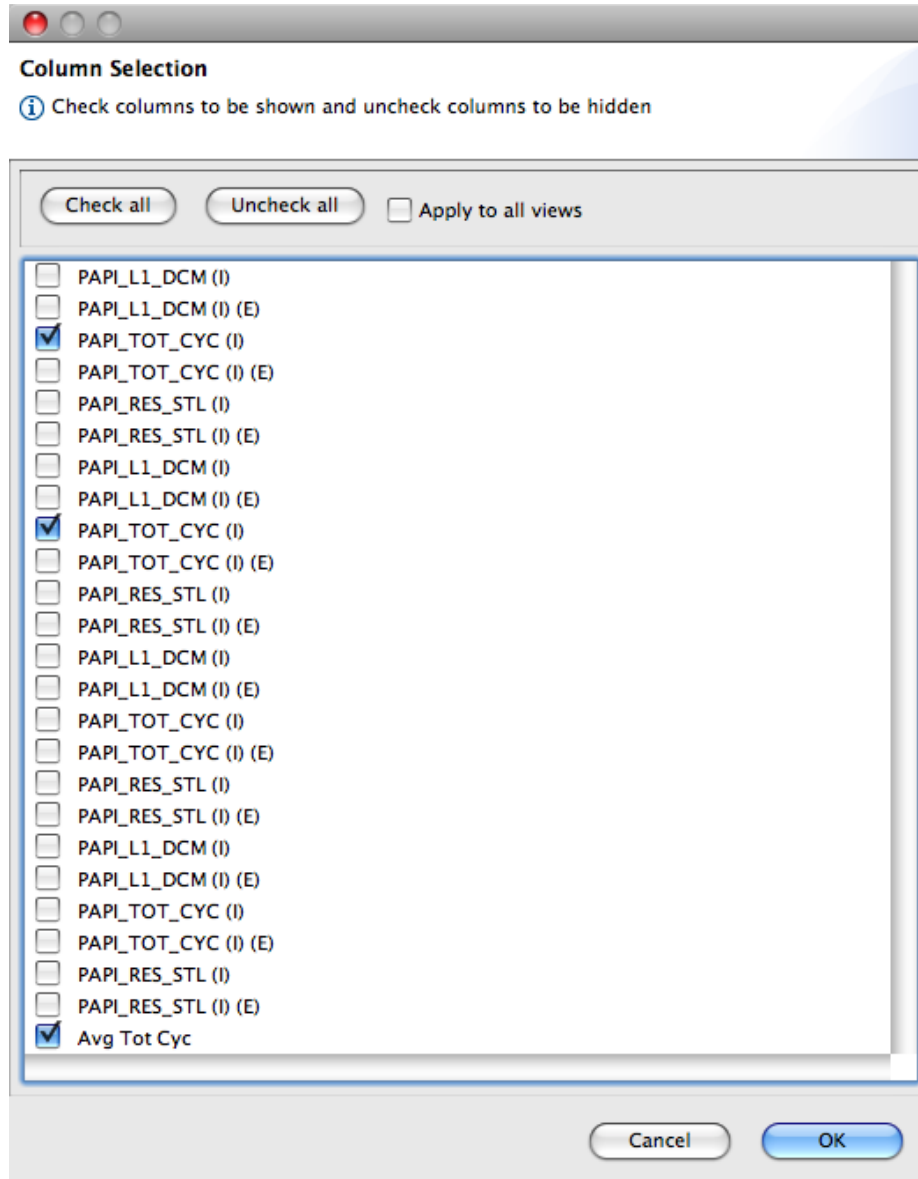 Column Selection
Check columns to be shown and uncheck columns to be hidden
Check all Uncheck all Apply to all views
PAPI_L1_DCM (I)
PAPI_L1_DCM (I) (E)
PAPI_TOT_CYC (I)
PAPI_TOT_CYC (I) (E)
PAPI_RES_STL (I)
PAPI_RES_STL (I) (E)
PAPI_L1_DCM (I)
PAPI_L1_DCM (I) (E)
PAPI_TOT_CYC (I)
PAPI_TOT_CYC (I) (E)
PAPI_RES_STL (I)
PAPI_RES_STL (I) (E)
PAPI_L1_DCM (I)
PAPI_L1_DCM (I) (E)
PAPI_TOT_CYC (I)
PAPI_TOT_CYC (I) (E)
PAPI_RES_STL (I)
PAPI_RES_STL (I) (E)
PAPI_L1_DCM (I)
PAPI_L1_DCM (I) (E)
PAPI_TOT_CYC (I)
PAPI_TOT_CYC (I) (E)
PAPI_RES_STL (I)
PAPI_RES_STL (I) (E)
Avg Tot Cyc
Cancel OK